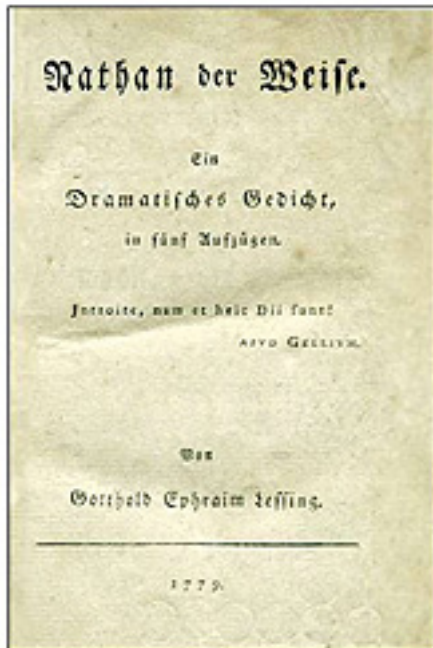 Nathan der Weiſe.
Ein
Dramatiſches Gedicht,
in fünf Aufzügen.
Introite, nam et heic Dii ſunt!
APVD GELLIVM.
Von
Gotthold Ephraim Leſſing.
1779.